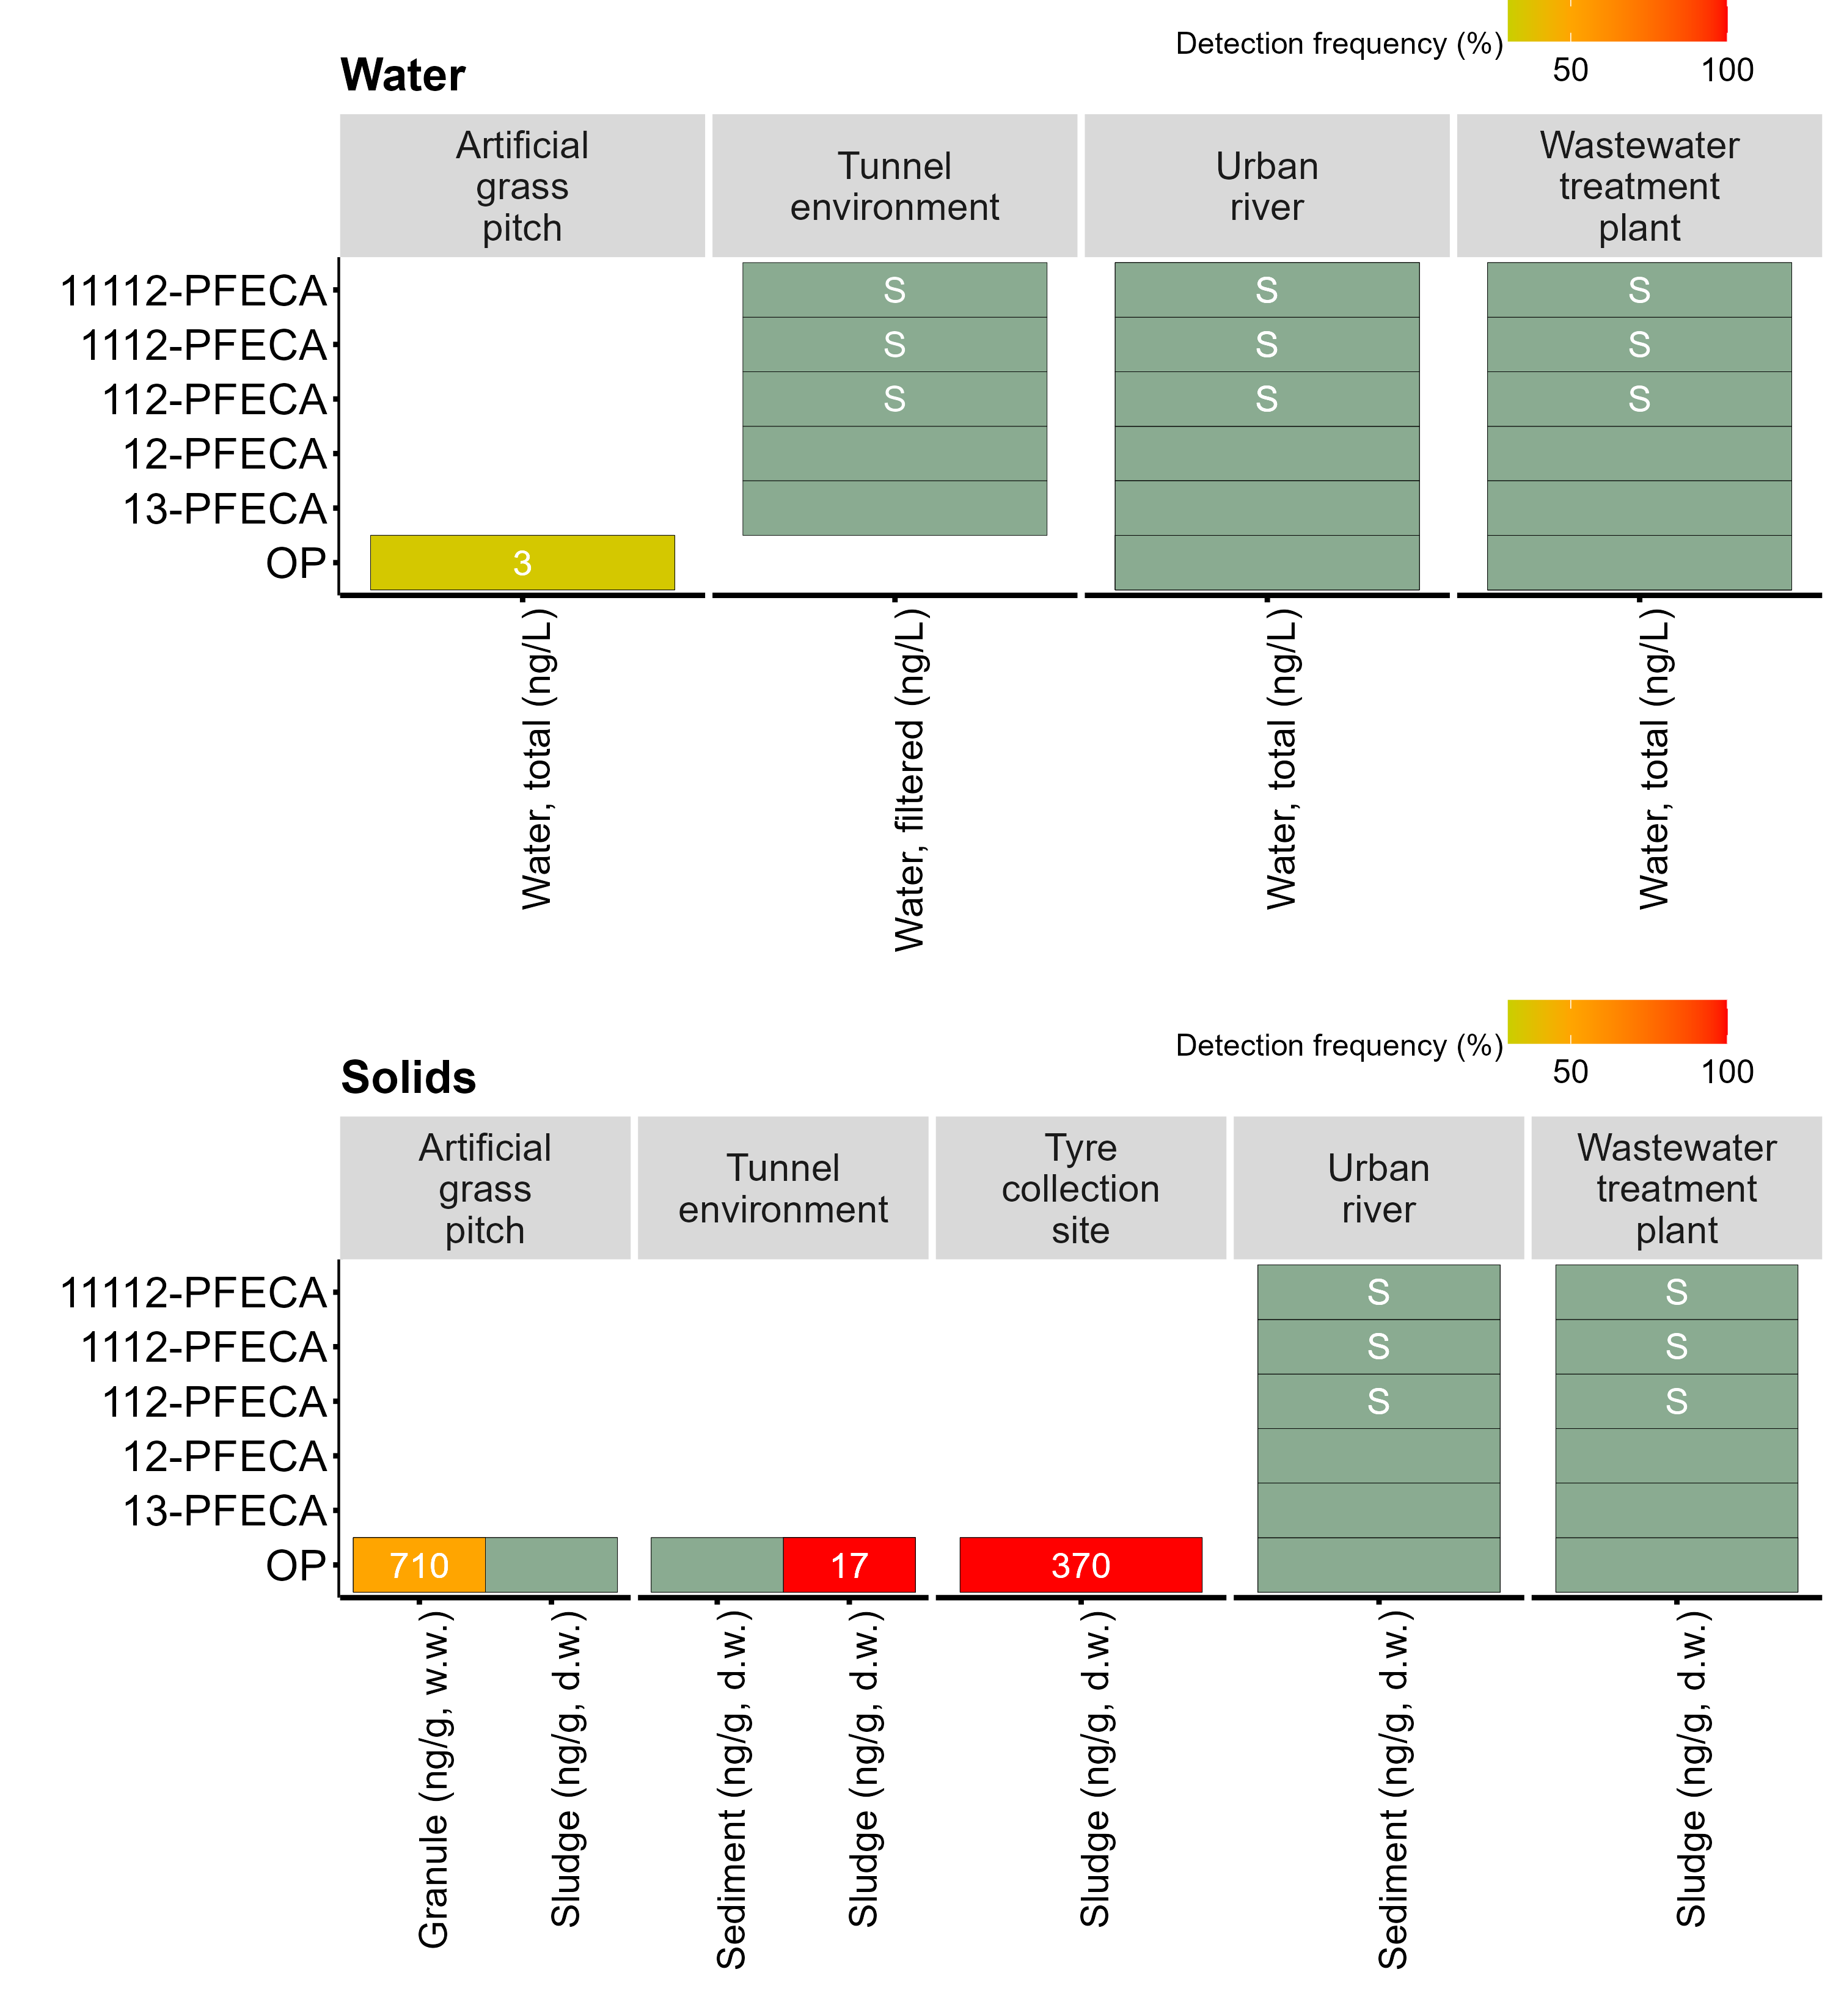 Detection frequency (%)
50 100
Water
Artificial
grass
pitch
Tunnel
environment
Urban
river
Wastewater
treatment
plant
11112-PFECA S S S
1112-PFECA S S S
112-PFECA S S S
12-PFECA
13-PFECA
OP 3
Water, total (ng/L)
Water, filtered (ng/L)
Water, total (ng/L)
Water, total (ng/L)
Detection frequency (%)
50 100
Solids
Artificial
grass
pitch
Tunnel
environment
Tyre
collection
site
Urban
river
Wastewater
treatment
plant
11112-PFECA S S
1112-PFECA S S
112-PFECA S S
12-PFECA
13-PFECA
OP 710 17 370
Granule (ng/g, w.w.)
Sludge (ng/g, d.w.)
Sediment (ng/g, d.w.)
Sludge (ng/g, d.w.)
Sludge (ng/g, d.w.)
Sediment (ng/g, d.w.)
Sludge (ng/g, d.w.)